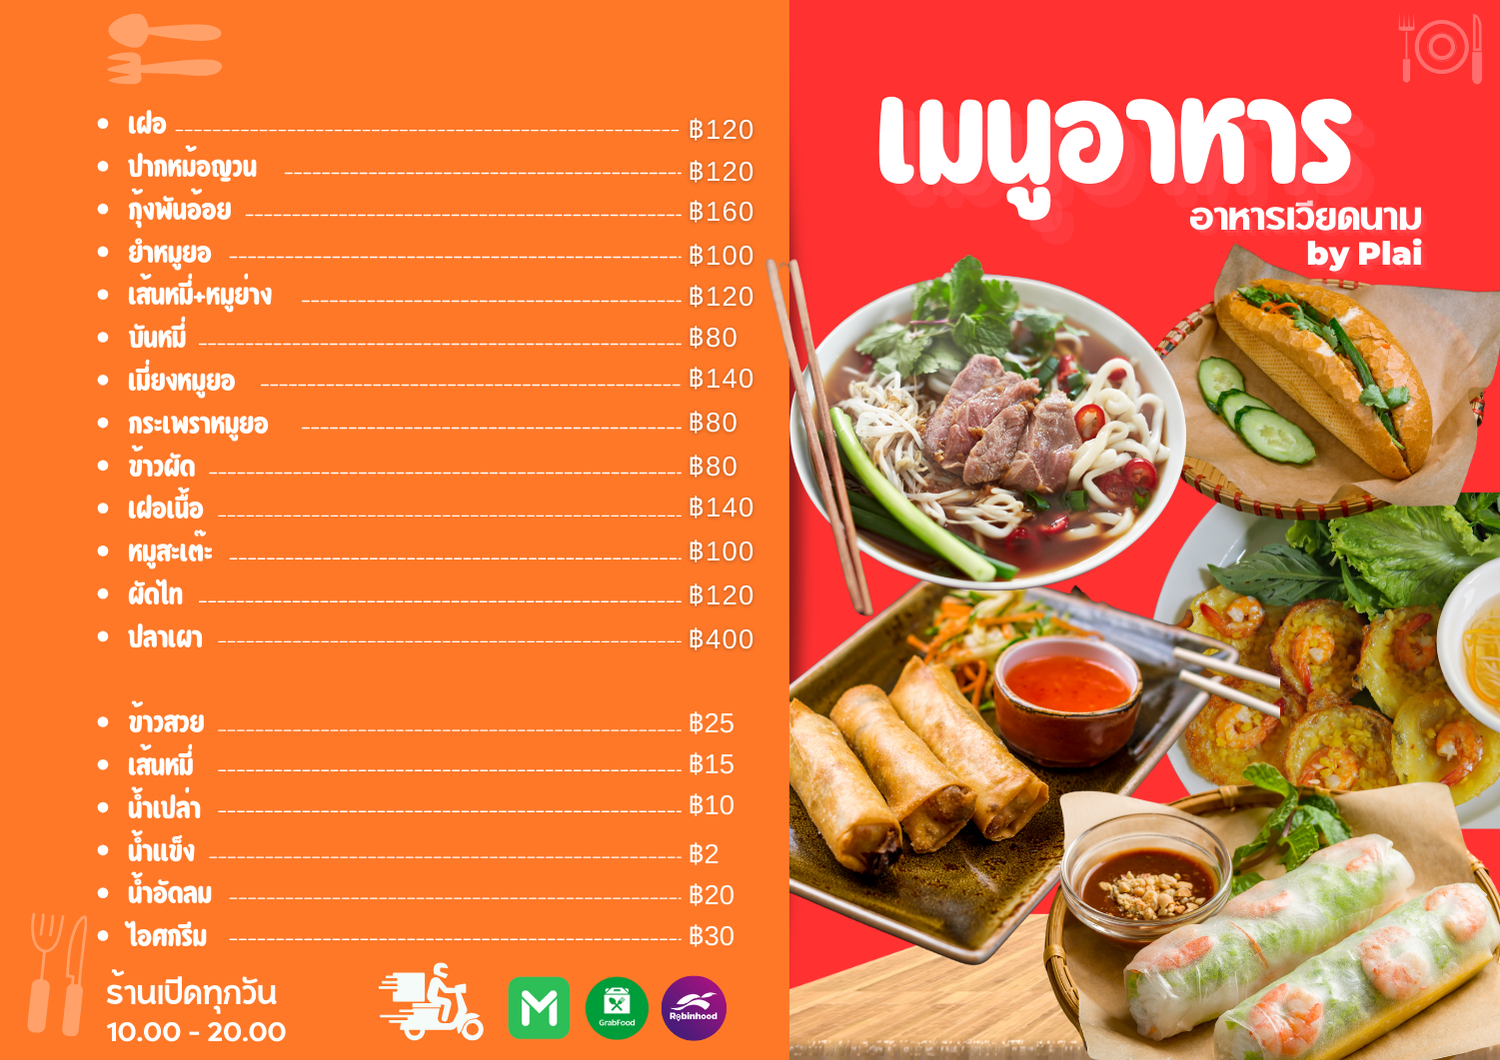 เฝอ ฿120
ปากหม้อญวน ฿120
กุ้งพันอ้อย ฿160
ยำหมูยอ ฿100
เส้นหมี่+หมูย่าง ฿120
บันหมี่ ฿80
เมี่ยงหมูยอ ฿140
กระเพราหมูยอ ฿80
ข้าวผัด ฿80
เฝอเนื้อ ฿140
หมูสะเต๊ะ ฿100
ผัดไท ฿120
ปลาเผา ฿400
ข้าวสวย ฿25
เส้นหมี่ ฿15
น้ำเปล่า ฿10
น้ำแข็ง ฿2
น้ำอัดลม ฿20
ไอศกรีม ฿30
ร้านเปิดทุกวัน
10.00 - 20.00
M
GrabFood
Robinhood
เมนูอาหาร
อาหารเวียดนาม
by Plai